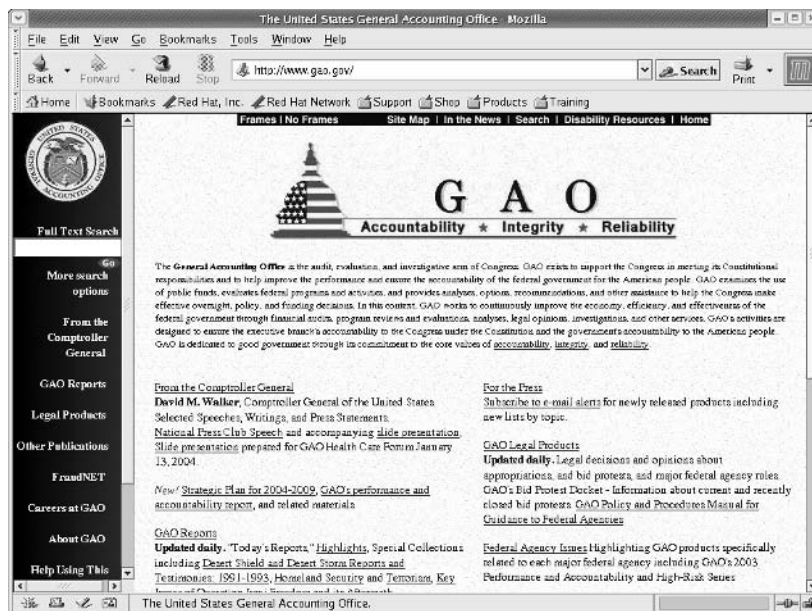 The United States General Accounting Office - Mozilla
File Edit View Go Bookmarks Tools Window Help
Back Forward Reload Stop http://www.gao.gov/ Search Print
Home Bookmarks Red Hat, Inc. Red Hat Network Support Shop Products Training
Frames | No Frames Site Map | In the News | Search | Disability Resources | Home
UNITED STATES
GENERAL ACCOUNTING OFFICE
Full Text Search
Go
More search
options
From the
Comptroller
General
GAO Reports
Legal Products
Other Publications
FraudNET
Careers at GAO
About GAO
Help Using This
GAO
Accountability ★ Integrity ★ Reliability
The General Accounting Office is the audit, evaluation, and investigative arm of Congress. GAO exists to support the Congress in meeting its Constitutional
responsibilities and to help improve the performance and ensure the accountability of the federal government for the American people. GAO examines the use
of public funds, evaluates federal programs and activities, and provides analyses, options, recommendations, and other assistance to help the Congress make
effective oversight, policy, and funding decisions. In this context, GAO works to continuously improve the economy, efficiency, and effectiveness of the
federal government through financial audits, program reviews and evaluations, analyses, legal opinions, investigations, and other services. GAO's activities are
designed to ensure the executive branch's accountability to the Congress under the Constitution and the government's accountability to the American people.
GAO is dedicated to good government through its commitment to the core values of accountability, integrity, and reliability.
From the Comptroller General
David M. Walker, Comptroller General of the United States
Selected Speeches, Writings, and Press Statements.
National Press Club Speech and accompanying slide presentation.
Slide presentation prepared for GAO Health Care Forum January
13, 2004.
New! Strategic Plan for 2004-2009, GAO's performance and
accountability report, and related materials
GAO Reports
Updated daily. "Today's Reports," Highlights, Special Collections
including Desert Shield and Desert Storm Reports and
Testimonies: 1991-1993, Homeland Security and Terrorism, Key
Issues of Operation Iraqi Freedom and its Aftermath
For the Press
Subscribe to e-mail alerts for newly released products including
new lists by topic.
GAO Legal Products
Updated daily. Legal decisions and opinions about
appropriations, and bid protests, and major federal agency rules.
GAO's Bid Protest Docket - Information about current and recently
closed bid protests. GAO Policy and Procedures Manual for
Guidance to Federal Agencies
Federal Agency Issues Highlighting GAO products specifically
related to each major federal agency including GAO's 2003
Performance and Accountability and High-Risk Series
The United States General Accounting Office.